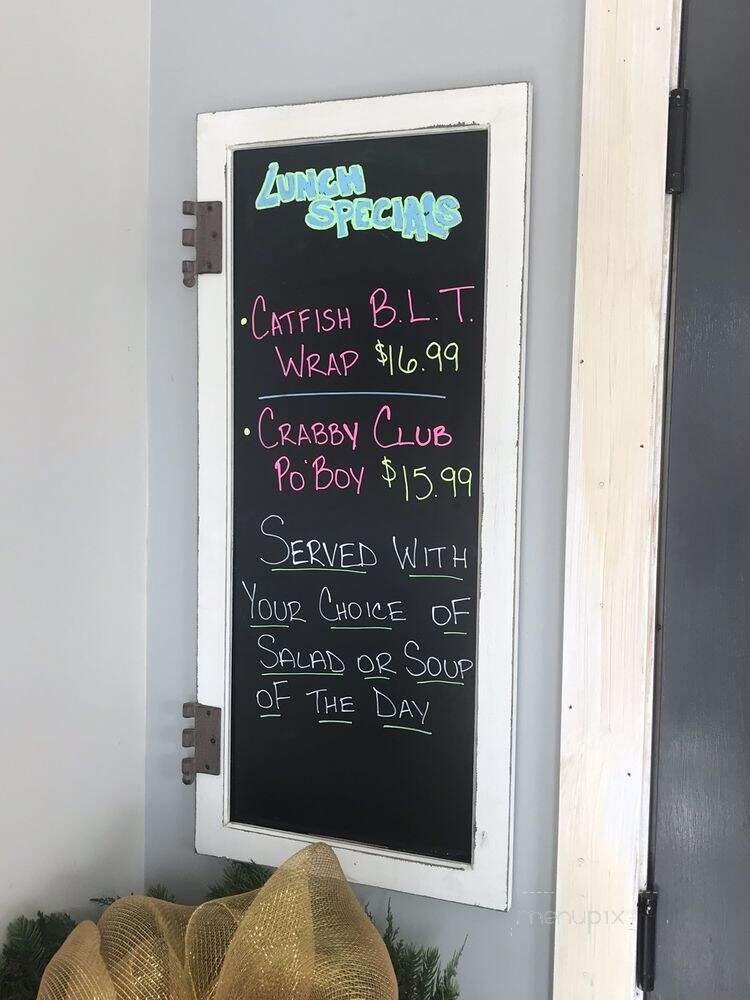 LUNCH
SPECIALS
• CATFISH B.L.T.
WRAP $16.99
• CRABBY CLUB
PO'BOY $15.99
SERVED WITH
YOUR CHOICE OF
SALAD OR SOUP
OF THE DAY
menupix